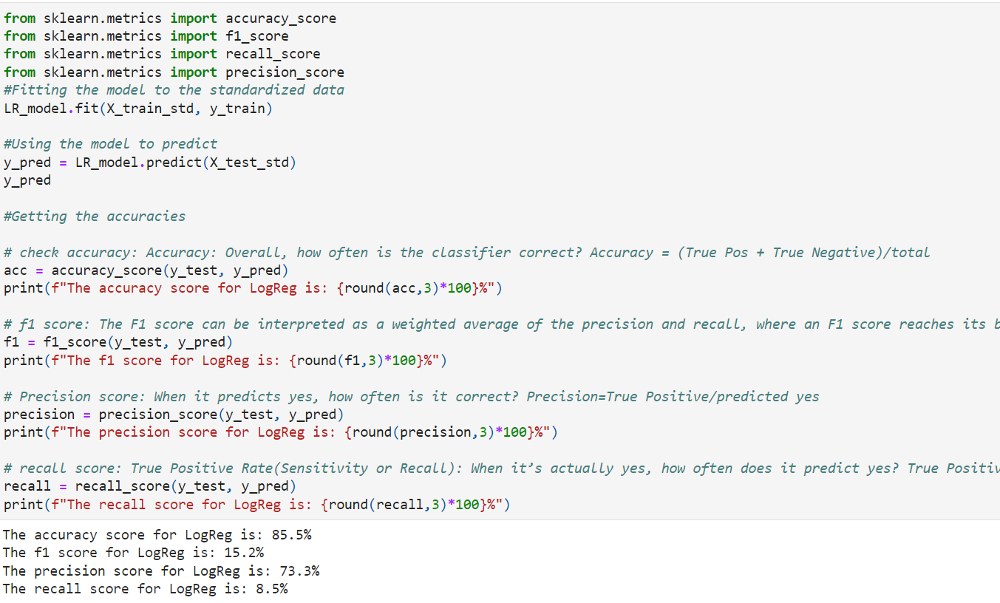 from sklearn.metrics import accuracy_score
from sklearn.metrics import f1_score
from sklearn.metrics import recall_score
from sklearn.metrics import precision_score
#Fitting the model to the standardized data
LR_model.fit(X_train_std, y_train)
#Using the model to predict
y_pred = LR_model.predict(X_test_std)
y_pred
#Getting the accuracies
# check accuracy: Accuracy: Overall, how often is the classifier correct? Accuracy = (True Pos + True Negative)/total
acc = accuracy_score(y_test, y_pred)
print(f"The accuracy score for LogReg is: {round(acc,3)*100}%")
# f1 score: The F1 score can be interpreted as a weighted average of the precision and recall, where an F1 score reaches its b
f1 = f1_score(y_test, y_pred)
print(f"The f1 score for LogReg is: {round(f1,3)*100}%")
# Precision score: When it predicts yes, how often is it correct? Precision=True Positive/predicted yes
precision = precision_score(y_test, y_pred)
print(f"The precision score for LogReg is: {round(precision,3)*100}%")
# recall score: True Positive Rate(Sensitivity or Recall): When it’s actually yes, how often does it predict yes? True Positiv
recall = recall_score(y_test, y_pred)
print(f"The recall score for LogReg is: {round(recall,3)*100}%")
The accuracy score for LogReg is: 85.5%
The f1 score for LogReg is: 15.2%
The precision score for LogReg is: 73.3%
The recall score for LogReg is: 8.5%